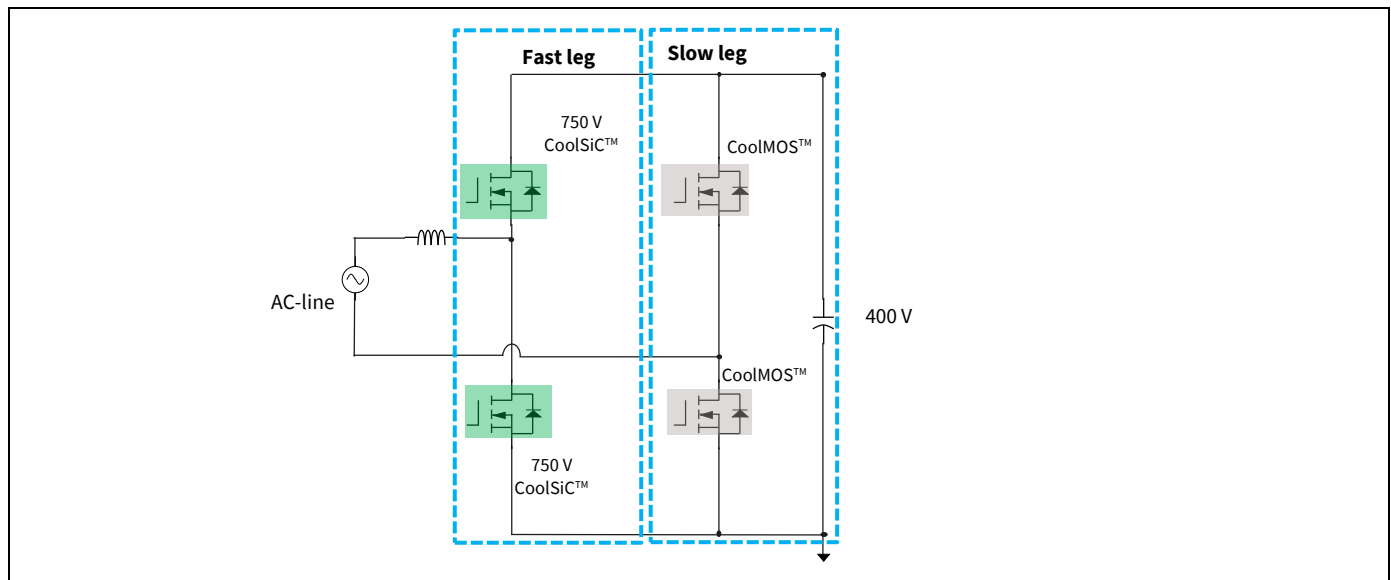 Fast leg
Slow leg
750 V
CoolSiC™
CoolMOS™
AC-line
400 V
CoolMOS™
750 V
CoolSiC™